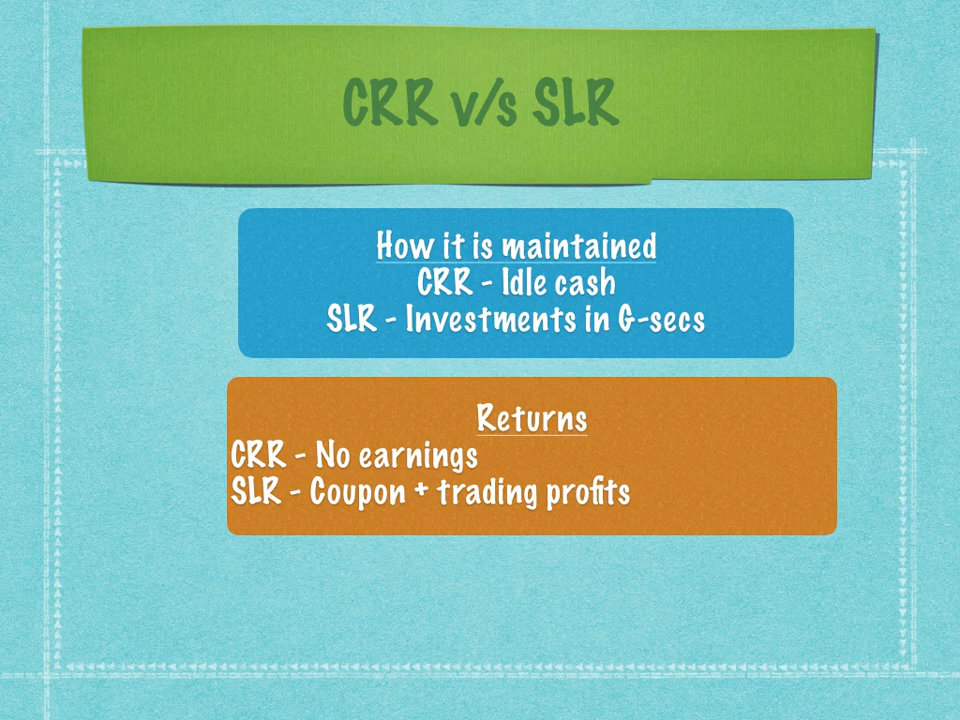 CRR v/s SLR
How it is maintained
CRR - Idle cash
SLR - Investments in G-secs
Returns
CRR - No earnings
SLR - Coupon + trading profits